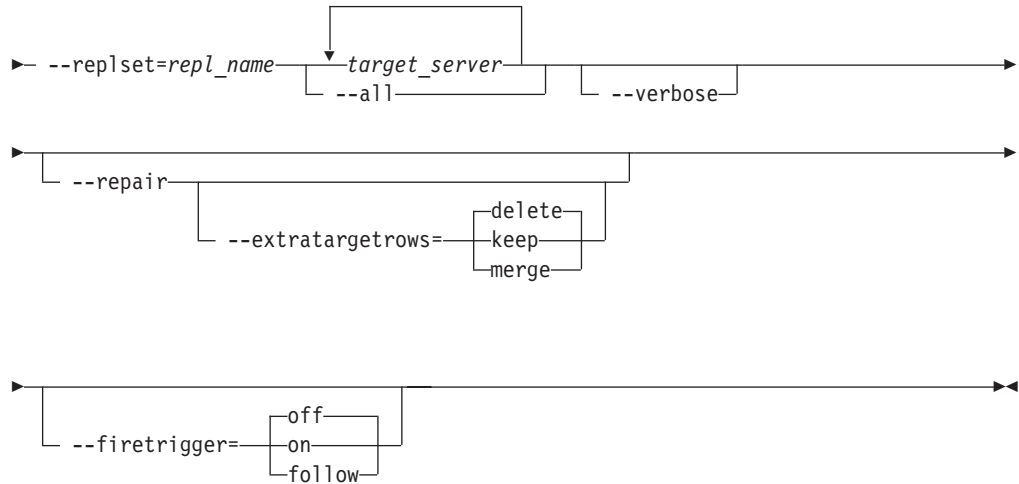 --replset=repl_name target_server
--all --verbose
--repair
delete
--extratargetrows= keep
merge
off
--firetrigger= on
follow